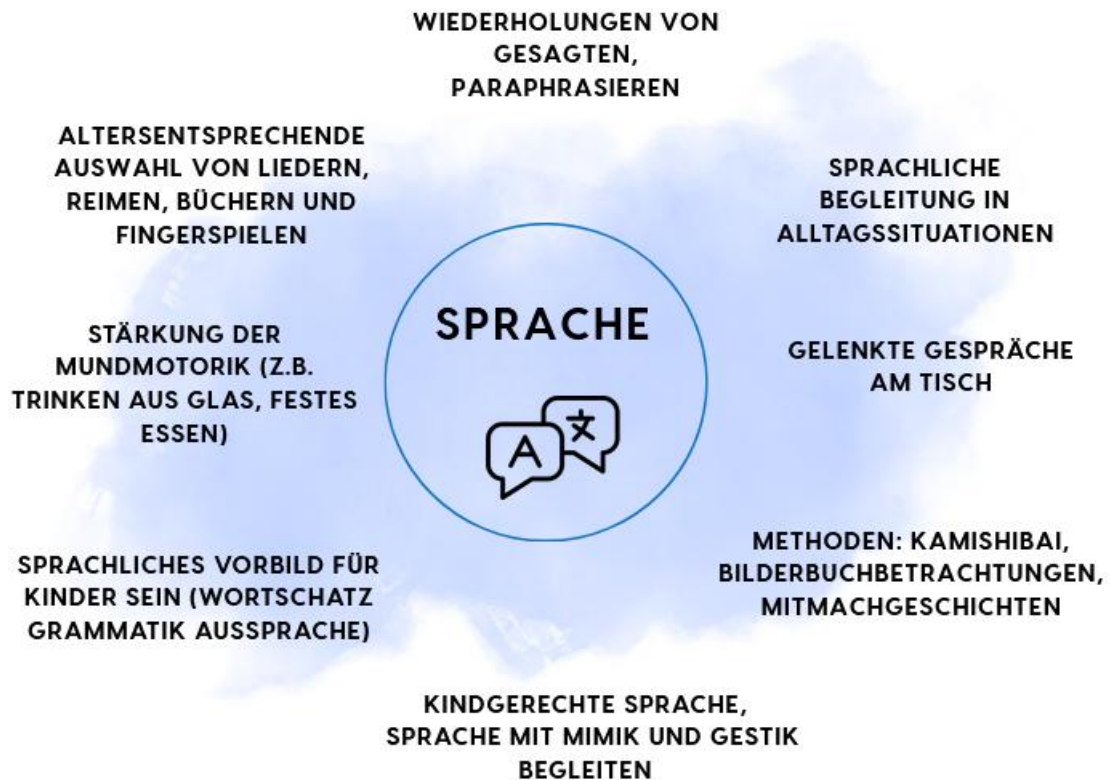 WIEDERHOLUNGEN VON
GESAGTEN,
PARAPHRASIEREN
ALTERSENTSPRECHENDE
AUSWAHL VON LIEDERN,
REIMEN, BÜCHERN UND
FINGERSPIELEN
SPRACHLICHE
BEGLEITUNG IN
ALLTAGSSITUATIONEN
SPRACHE
A 文
STÄRKUNG DER
MUNDMOTORIK (Z.B.
TRINKEN AUS GLAS, FESTES
ESSEN)
GELENKTE GESPRÄCHE
AM TISCH
SPRACHLICHES VORBILD FÜR
KINDER SEIN (WORTSCHATZ
GRAMMATIK AUSSPRACHE)
METHODEN: KAMISHIBAI,
BILDERBUCHBETRACHTUNGEN,
MITMACHGESCHICHTEN
KINDGERECHTE SPRACHE,
SPRACHE MIT MIMIK UND GESTIK
BEGLEITEN